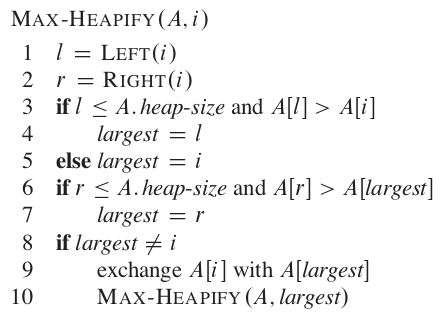 MAX-HEAPIFY(A, i)
1 l = LEFT(i)
2 r = RIGHT(i)
3 if l ≤ A.heap-size and A[l] > A[i]
4 largest = l
5 else largest = i
6 if r ≤ A.heap-size and A[r] > A[largest]
7 largest = r
8 if largest ≠ i
9 exchange A[i] with A[largest]
10 MAX-HEAPIFY(A, largest)